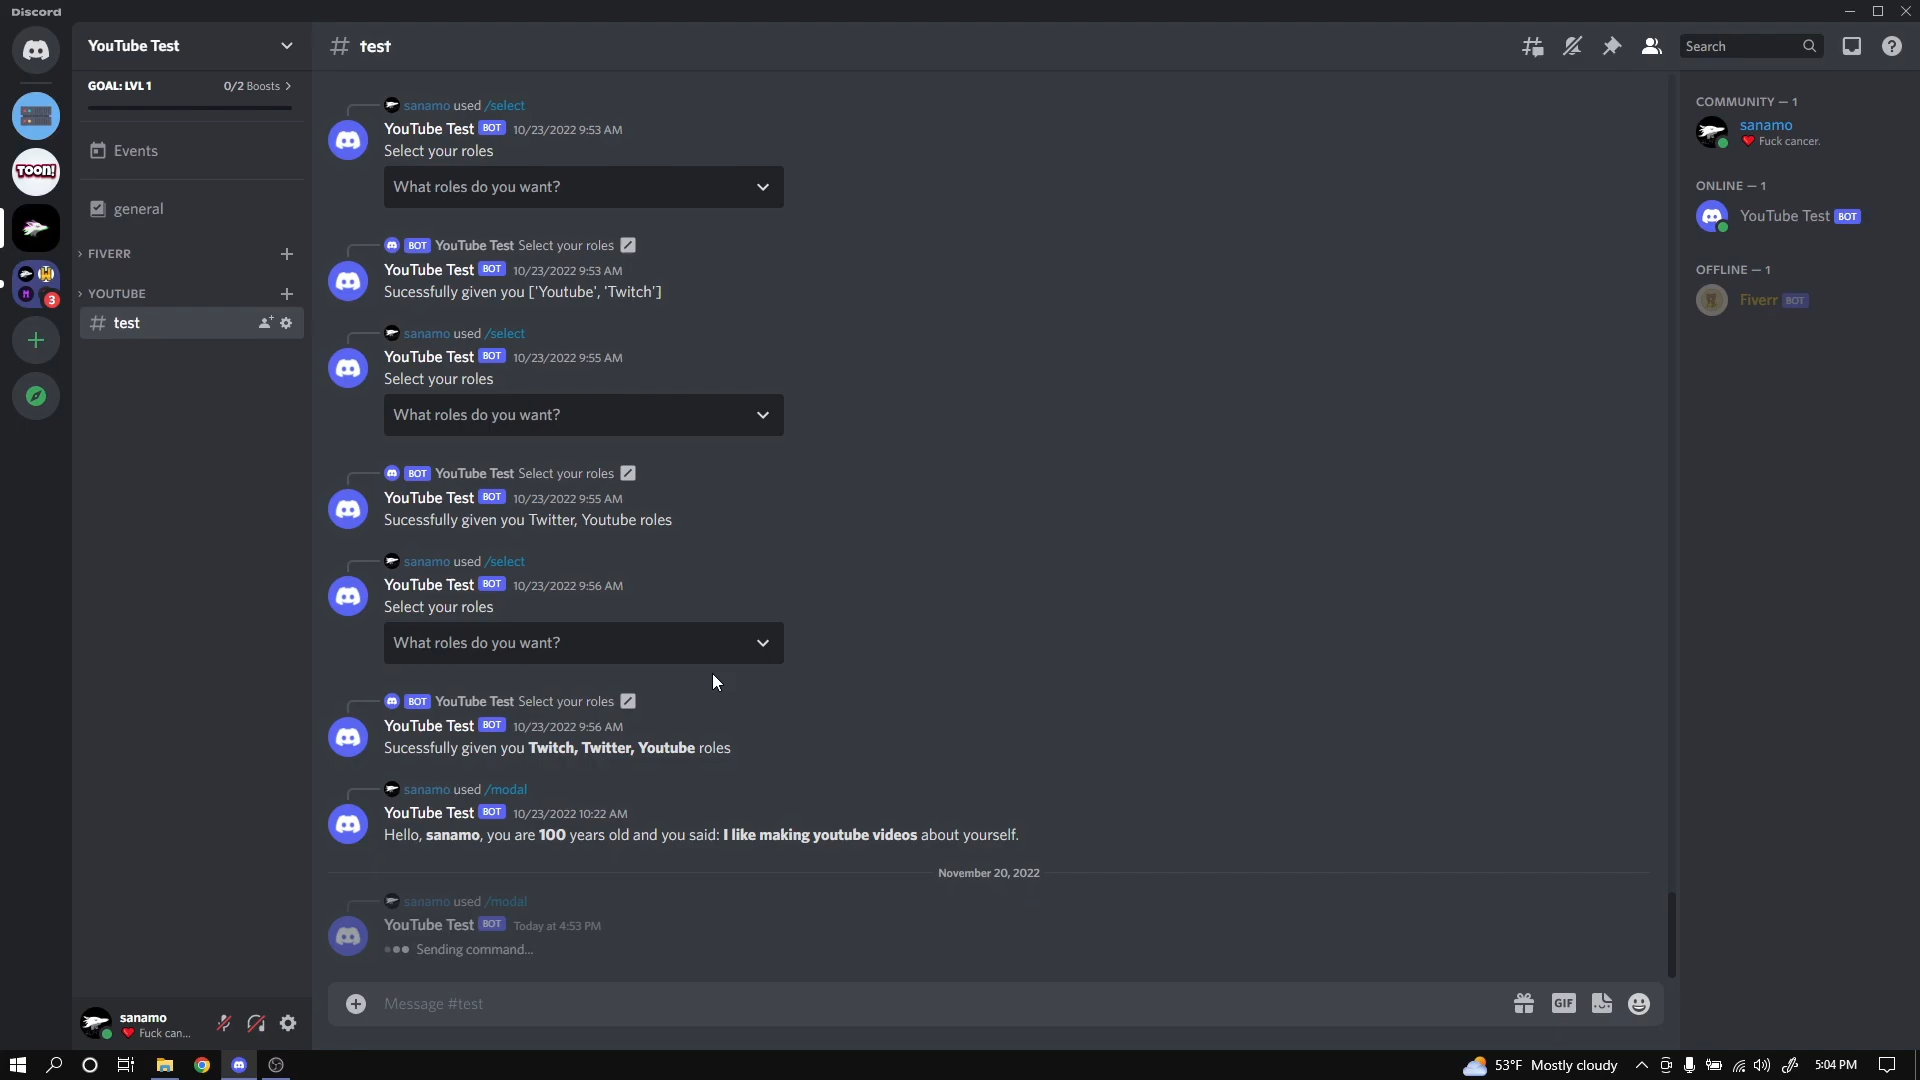 Discord
YouTube Test
# test
Search
GOAL: LVL 1
0/2 Boosts >
Events
general
FIVERR
YOUTUBE
# test
TOON!
3
sanamo used /select
YouTube Test BOT 10/23/2022 9:53 AM
Select your roles
What roles do you want?
BOT YouTube Test Select your roles
YouTube Test BOT 10/23/2022 9:53 AM
Sucessfully given you ['Youtube', 'Twitch']
sanamo used /select
YouTube Test BOT 10/23/2022 9:55 AM
Select your roles
What roles do you want?
BOT YouTube Test Select your roles
YouTube Test BOT 10/23/2022 9:55 AM
Sucessfully given you Twitter, Youtube roles
sanamo used /select
YouTube Test BOT 10/23/2022 9:56 AM
Select your roles
What roles do you want?
BOT YouTube Test Select your roles
YouTube Test BOT 10/23/2022 9:56 AM
Sucessfully given you Twitch, Twitter, Youtube roles
sanamo used /modal
YouTube Test BOT 10/23/2022 10:22 AM
Hello, sanamo, you are 100 years old and you said: I like making youtube videos about yourself.
November 20, 2022
sanamo used /modal
YouTube Test BOT Today at 4:53 PM
Sending command...
Message #test
GIF
COMMUNITY — 1
sanamo
Fuck cancer.
ONLINE — 1
YouTube Test BOT
OFFLINE — 1
Fiverr BOT
sanamo
Fuck can...
53°F Mostly cloudy
5:04 PM